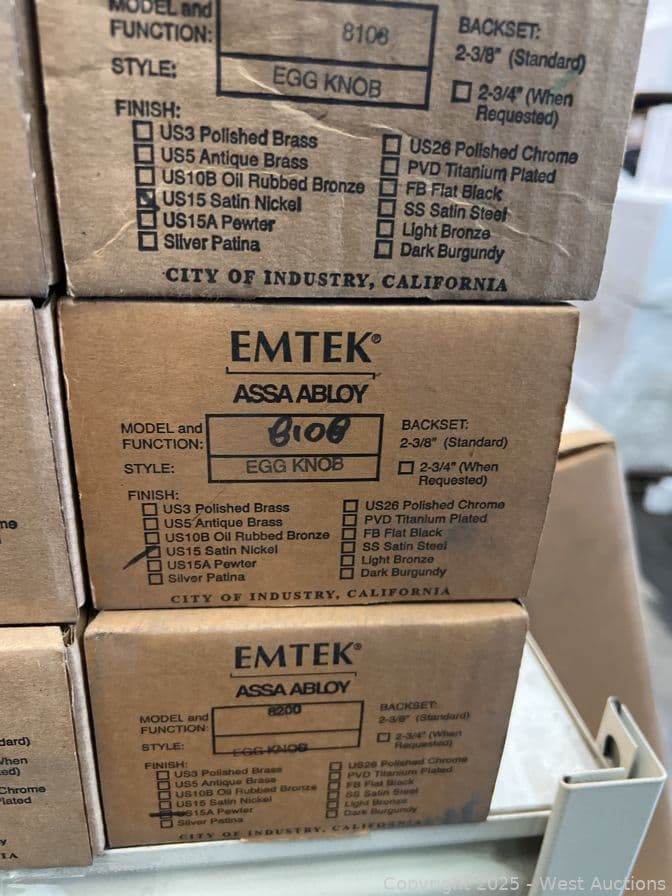 MODEL and
FUNCTION: 8108
BACKSET:
2-3/8" (Standard)
STYLE: EGG KNOB
2-3/4" (When
Requested)
FINISH:
US3 Polished Brass
US5 Antique Brass
US10B Oil Rubbed Bronze
US15 Satin Nickel
US15A Pewter
Silver Patina
US26 Polished Chrome
PVD Titanium Plated
FB Flat Black
SS Satin Steel
Light Bronze
Dark Burgundy
CITY OF INDUSTRY, CALIFORNIA
EMTEK®
ASSA ABLOY
MODEL and
FUNCTION: 8108
BACKSET:
2-3/8" (Standard)
STYLE: EGG KNOB
2-3/4" (When
Requested)
FINISH:
US3 Polished Brass
US5 Antique Brass
US10B Oil Rubbed Bronze
US15 Satin Nickel
US15A Pewter
Silver Patina
US26 Polished Chrome
PVD Titanium Plated
FB Flat Black
SS Satin Steel
Light Bronze
Dark Burgundy
CITY OF INDUSTRY, CALIFORNIA
EMTEK®
ASSA ABLOY
MODEL and
FUNCTION: 8200
BACKSET:
2-3/8" (Standard)
STYLE: EGG KNOB
2-3/4" (When
Requested)
FINISH:
US3 Polished Brass
US5 Antique Brass
US10B Oil Rubbed Bronze
US15 Satin Nickel
US15A Pewter
Silver Patina
US26 Polished Chrome
PVD Titanium Plated
FB Flat Black
SS Satin Steel
Light Bronze
Dark Burgundy
CITY OF INDUSTRY, CALIFORNIA
Copyright 2025 - West Auctions